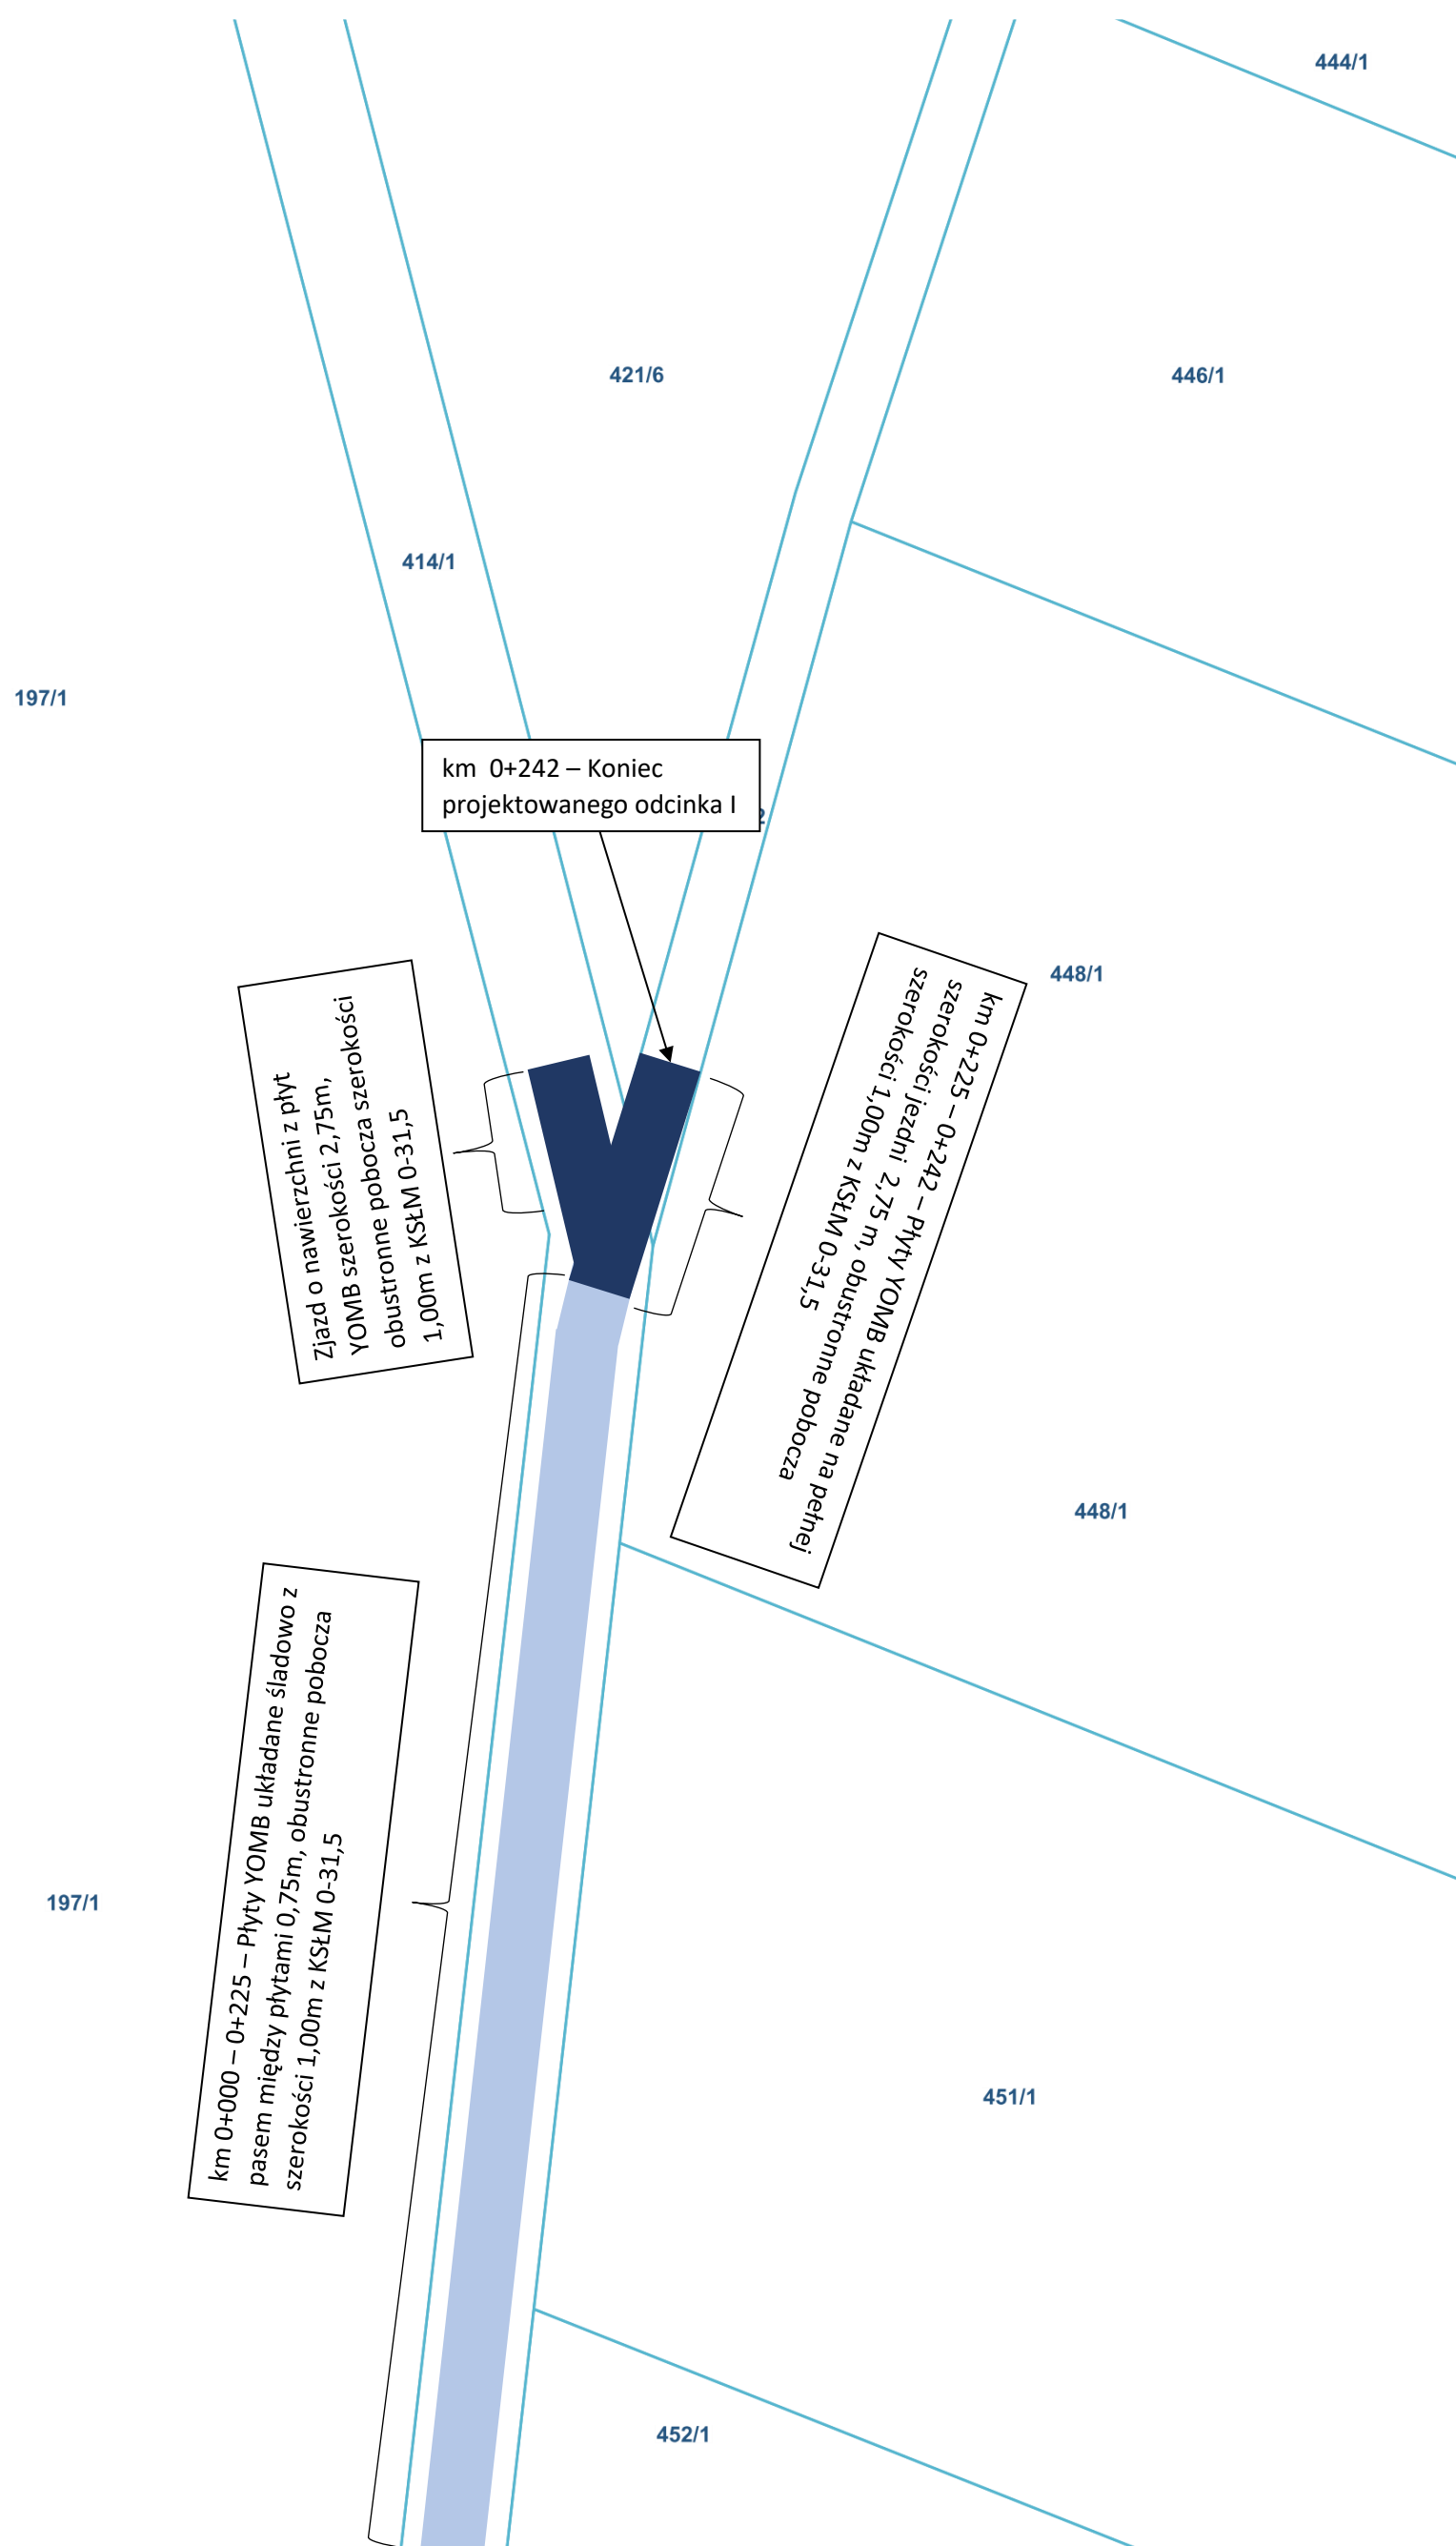 444/1
421/6
446/1
414/1
197/1
km 0+242 – Koniec
projektowanego odcinka I
448/1
Zjazd o nawierzchni z płyt
YOMB szerokości 2,75m,
obustronne pobocza szerokości
1,00m z KSŁM 0-31,5
km 0+225 – 0+242 – Płyty YOMB układane na pełnej
szerokości jezdni 2,75 m, obustronne pobocza
szerokości 1,00m z KSŁM 0-31,5
448/1
km 0+000 – 0+225 – Płyty YOMB układane śladowo z
pasem między płytami 0,75m, obustronne pobocza
szerokości 1,00m z KSŁM 0-31,5
197/1
451/1
452/1